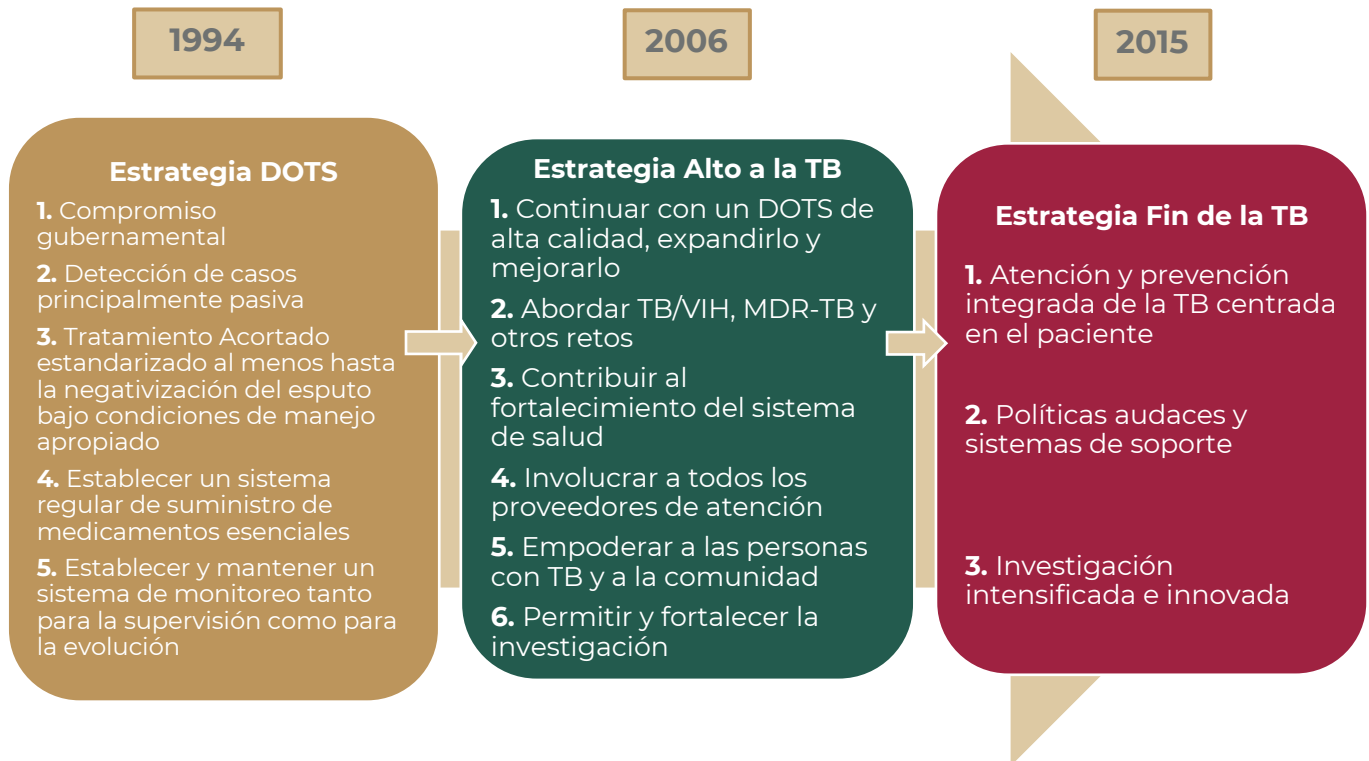 1994
Estrategia DOTS
1. Compromiso
gubernamental
2. Detección de casos
principalmente pasiva
3. Tratamiento Acortado
estandarizado al menos hasta
la negativización del esputo
bajo condiciones de manejo
apropiado
4. Establecer un sistema
regular de suministro de
medicamentos esenciales
5. Establecer y mantener un
sistema de monitoreo tanto
para la supervisión como para
la evolución
2006
Estrategia Alto a la TB
1. Continuar con un DOTS de
alta calidad, expandirlo y
mejorarlo
2. Abordar TB/VIH, MDR-TB y
otros retos
3. Contribuir al
fortalecimiento del sistema
de salud
4. Involucrar a todos los
proveedores de atención
5. Empoderar a las personas
con TB y a la comunidad
6. Permitir y fortalecer la
investigación
2015
Estrategia Fin de la TB
1. Atención y prevención
integrada de la TB centrada
en el paciente
2. Políticas audaces y
sistemas de soporte
3. Investigación
intensificada e innovada